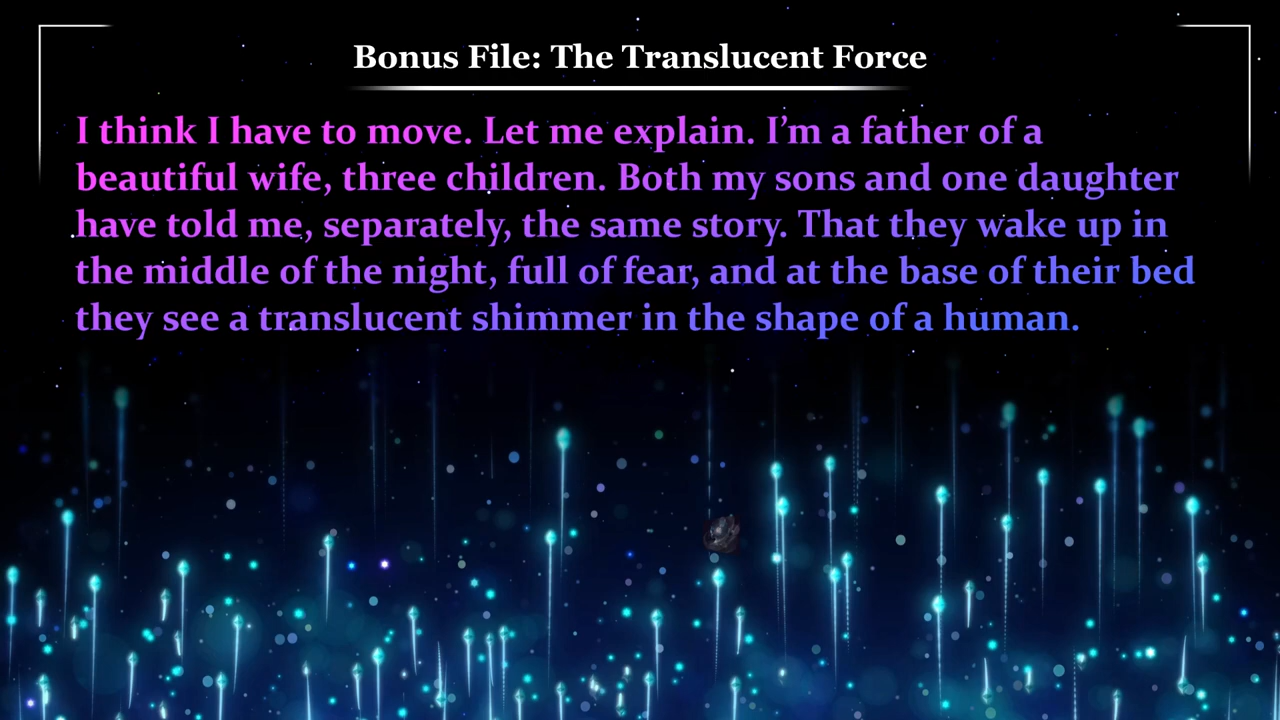 Bonus File: The Translucent Force
I think I have to move. Let me explain. I’m a father of a
beautiful wife, three children. Both my sons and one daughter
have told me, separately, the same story. That they wake up in
the middle of the night, full of fear, and at the base of their bed
they see a translucent shimmer in the shape of a human.